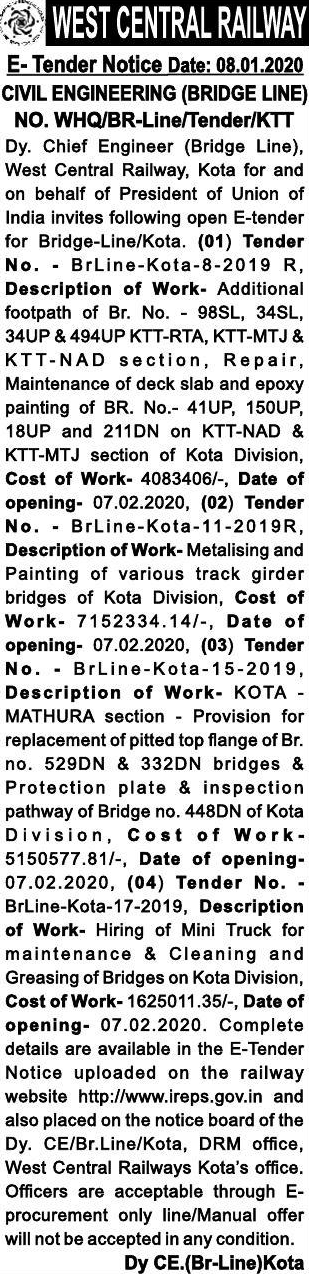 WEST CENTRAL RAILWAY
E- Tender Notice Date: 08.01.2020
CIVIL ENGINEERING (BRIDGE LINE)
NO. WHQ/BR-Line/Tender/KTT
Dy. Chief Engineer (Bridge Line),
West Central Railway, Kota for and
on behalf of President of Union of
India invites following open E-tender
for Bridge-Line/Kota. (01) Tender
No. - BrLine-Kota-8-2019 R,
Description of Work- Additional
footpath of Br. No. - 98SL, 34SL,
34UP & 494UP KTT-RTA, KTT-MTJ &
KTT-NAD section, Repair,
Maintenance of deck slab and epoxy
painting of BR. No.- 41UP, 150UP,
18UP and 211DN on KTT-NAD &
KTT-MTJ section of Kota Division,
Cost of Work- 4083406/-, Date of
opening- 07.02.2020, (02) Tender
No. - BrLine-Kota-11-2019R,
Description of Work- Metalising and
Painting of various track girder
bridges of Kota Division, Cost of
Work- 7152334.14/-, Date of
opening- 07.02.2020, (03) Tender
No. - BrLine-Kota-15-2019,
Description of Work- KOTA -
MATHURA section - Provision for
replacement of pitted top flange of Br.
no. 529DN & 332DN bridges &
Protection plate & inspection
pathway of Bridge no. 448DN of Kota
Division, Cost of Work-
5150577.81/-, Date of opening-
07.02.2020, (04) Tender No. -
BrLine-Kota-17-2019, Description
of Work- Hiring of Mini Truck for
maintenance & Cleaning and
Greasing of Bridges on Kota Division,
Cost of Work- 1625011.35/-, Date of
opening- 07.02.2020. Complete
details are available in the E-Tender
Notice uploaded on the railway
website http://www.ireps.gov.in and
also placed on the notice board of the
Dy. CE/Br.Line/Kota, DRM office,
West Central Railways Kota's office.
Officers are acceptable through E-
procurement only line/Manual offer
will not be accepted in any condition.
Dy CE.(Br-Line)Kota